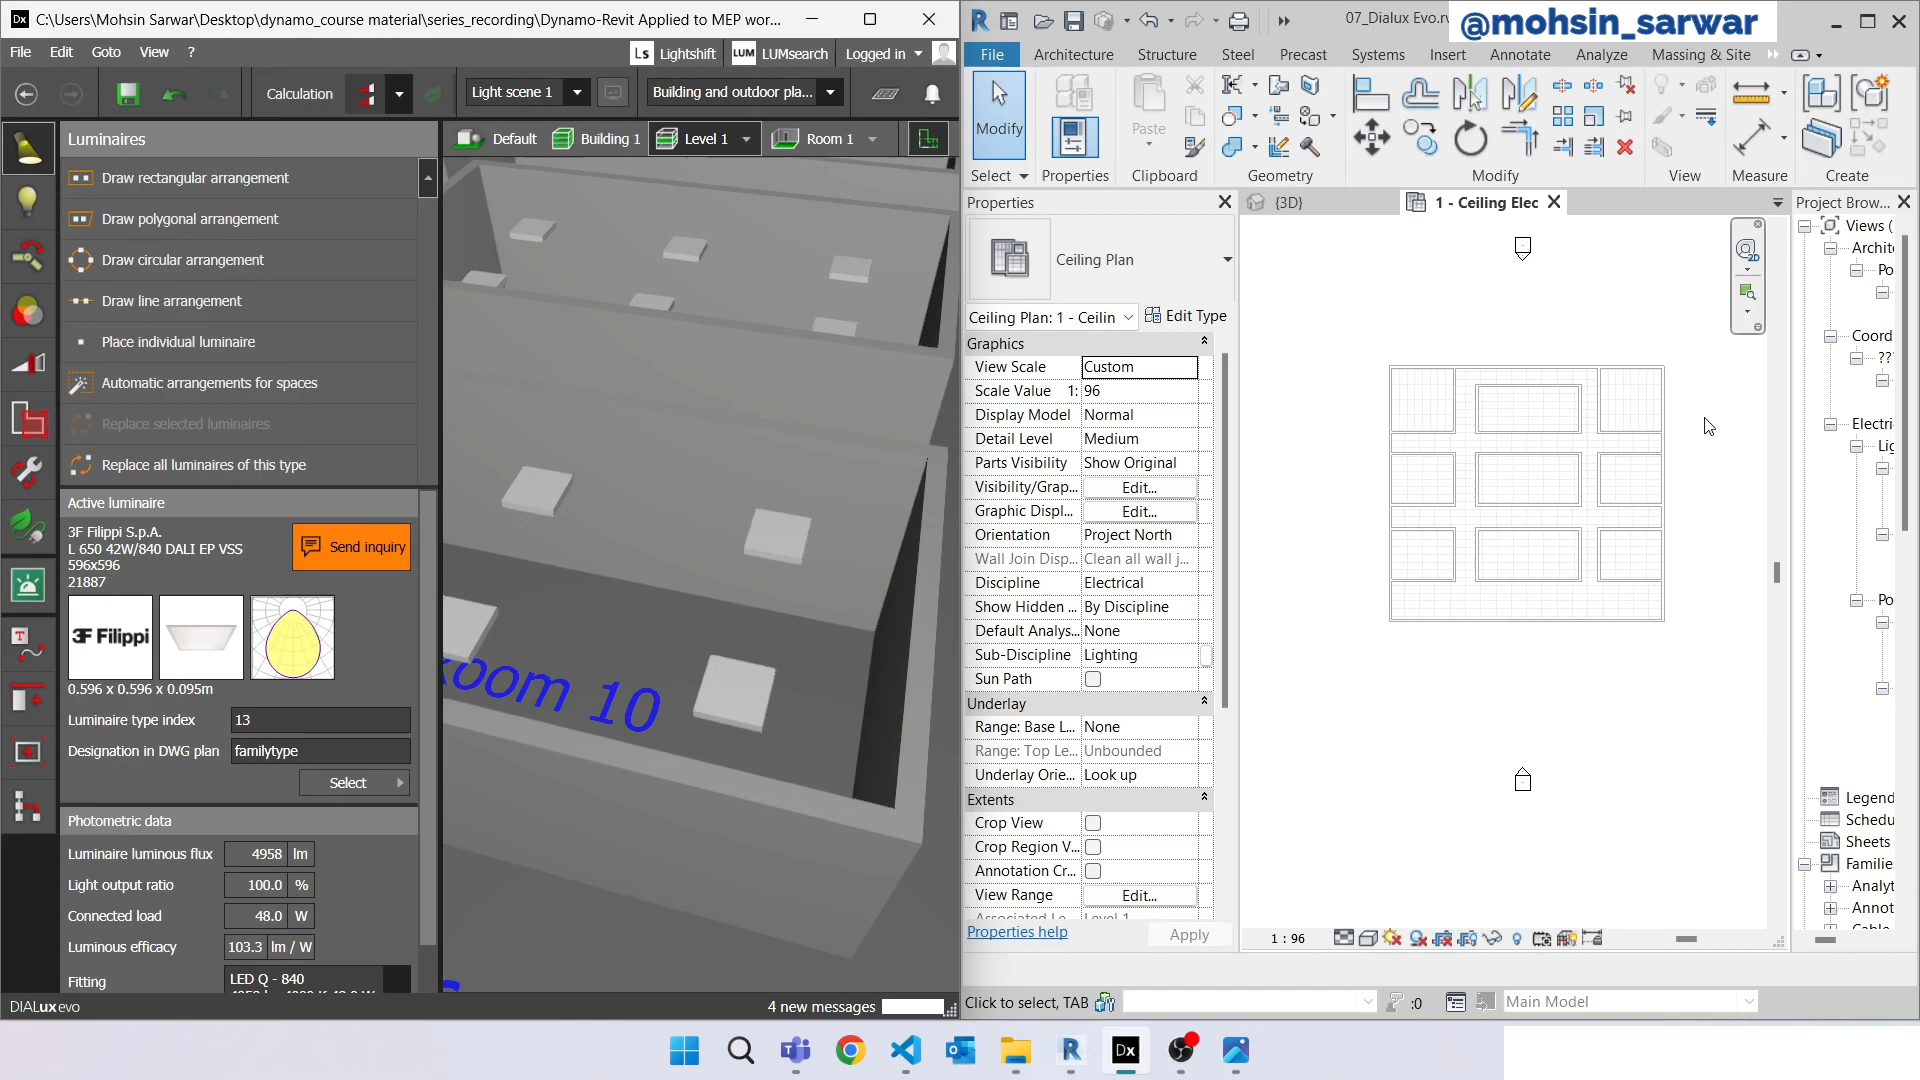 C:\Users\Mohsin Sarwar\Desktop\dynamo_course material\series_recording\Dynamo-Revit Applied to MEP wor...
File Edit Goto View ?
Ls Lightshift LUM LUMsearch Logged in
Calculation
Light scene 1
Building and outdoor pla...
Luminaires
Default Building 1 Level 1 Room 1
Draw rectangular arrangement
Draw polygonal arrangement
Draw circular arrangement
Draw line arrangement
Place individual luminaire
Automatic arrangements for spaces
Replace selected luminaires
Replace all luminaires of this type
Active luminaire
3F Filippi S.p.A.
L 650 42W/840 DALI EP VSS
596x596
21887
Send inquiry
3F Filippi
0.596 x 0.596 x 0.095m
Luminaire type index 13
Designation in DWG plan familytype
Select
Photometric data
Luminaire luminous flux 4958 lm
Light output ratio 100.0 %
Connected load 48.0 W
Luminous efficacy 103.3 lm / W
Fitting LED Q - 840
Room 10
DIALux evo
4 new messages
07_Dialux Evo.rv
@mohsin_sarwar
File Architecture Structure Steel Precast Systems Insert Annotate Analyze Massing & Site
Modify
Paste
Select Properties Clipboard Geometry Modify View Measure Create
Properties
{3D}
1 - Ceiling Elec
Project Brow...
Ceiling Plan
Ceiling Plan: 1 - Ceilin
Edit Type
Graphics
View Scale Custom
Scale Value 1: 96
Display Model Normal
Detail Level Medium
Parts Visibility Show Original
Visibility/Grap... Edit...
Graphic Displ... Edit...
Orientation Project North
Wall Join Disp... Clean all wall j...
Discipline Electrical
Show Hidden ... By Discipline
Default Analys... None
Sub-Discipline Lighting
Sun Path
Underlay
Range: Base L... None
Range: Top Le... Unbounded
Underlay Orie... Look up
Extents
Crop View
Crop Region V...
Annotation Cr...
View Range Edit...
Properties help
Apply
2D
1 : 96
Views (
Archite
Po
Coord
???
Electri
Lig
Po
Legend
Schedu
Sheets
Familie
Analyt
Annot
Click to select, TAB
:0
Main Model
Dx